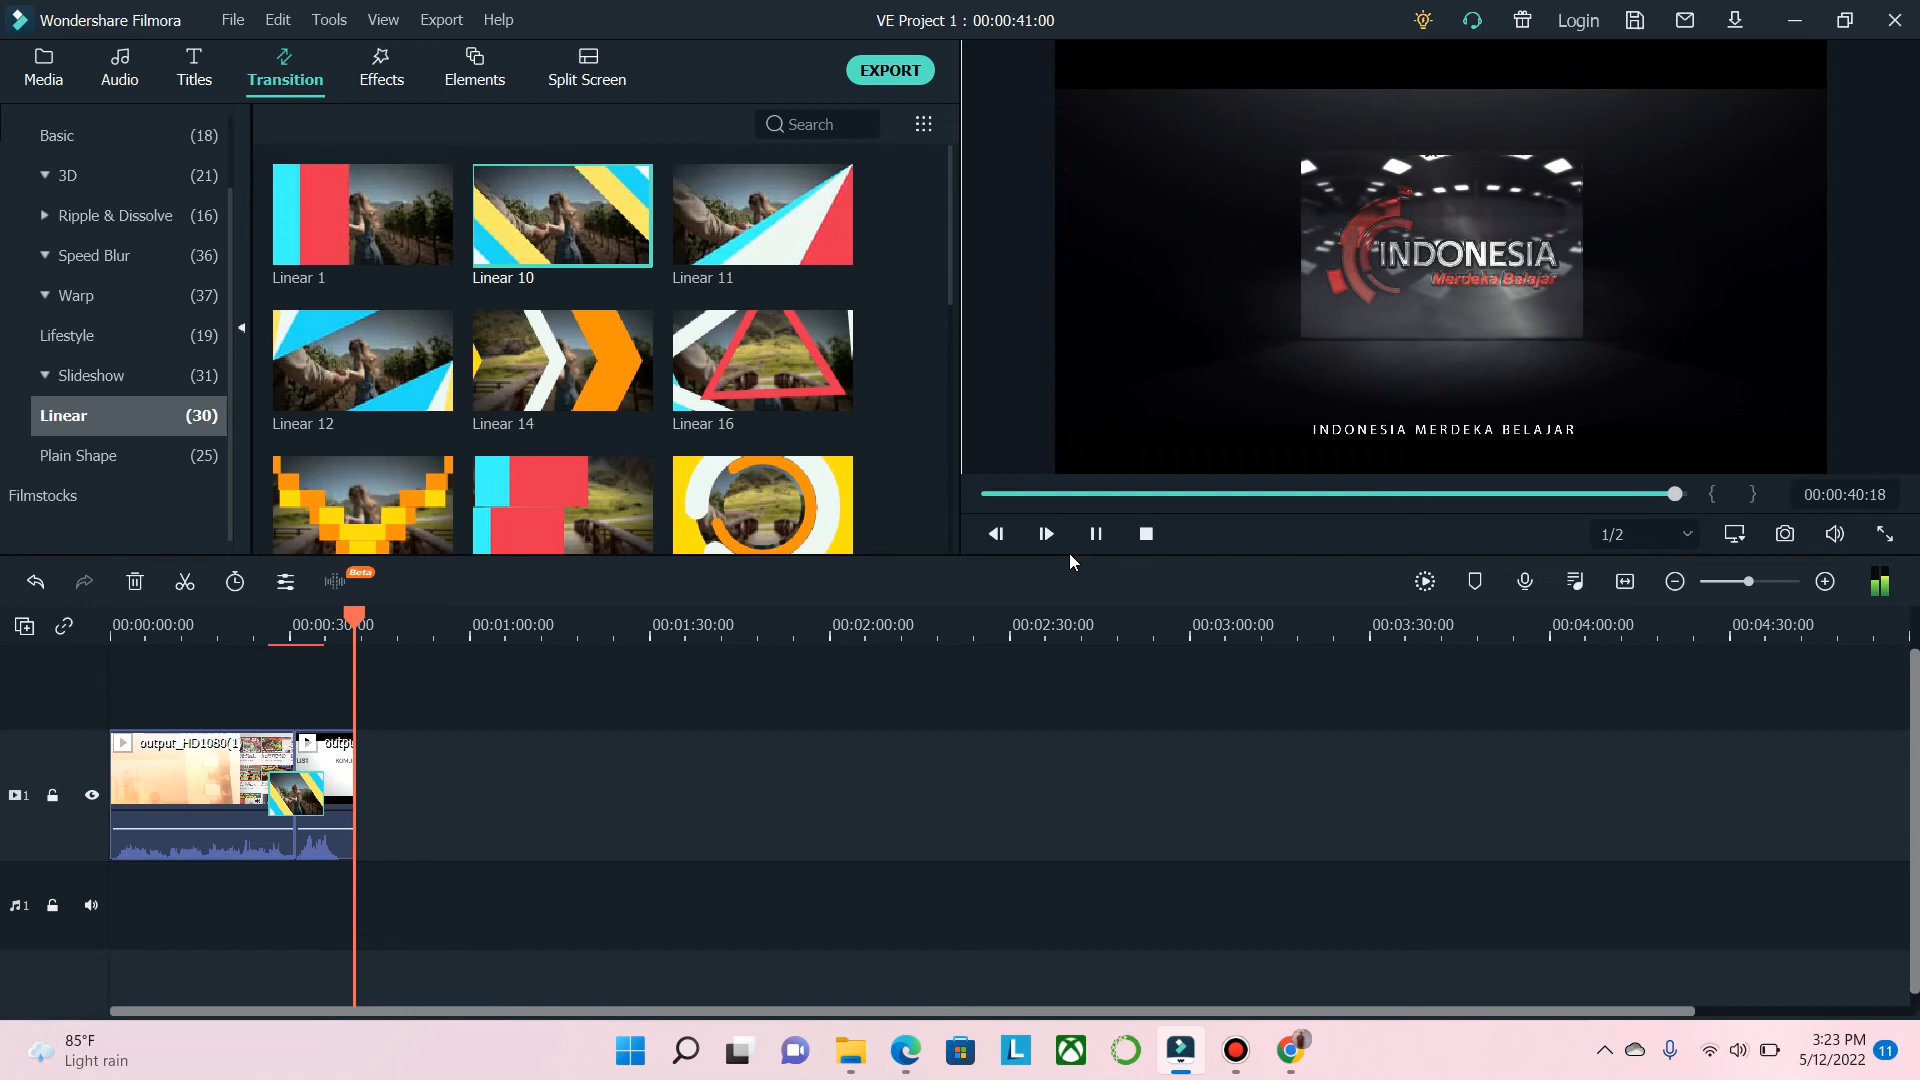 Wondershare Filmora File Edit Tools View Export Help VE Project 1 : 00:00:41:00 Login
Media Audio Titles Transition Effects Elements Split Screen EXPORT
Search
Basic (18)
3D (21)
Ripple & Dissolve (16)
Speed Blur (36)
Warp (37)
Lifestyle (19)
Slideshow (31)
Linear (30)
Plain Shape (25)
Filmstocks
Linear 1 Linear 10 Linear 11
Linear 12 Linear 14 Linear 16
INDONESIA
Merdeka Belajar
INDONESIA MERDEKA BELAJAR
{ } 00:00:40:18
1/2
Beta
00:00:00:00 00:00:30:00 00:01:00:00 00:01:30:00 00:02:00:00 00:02:30:00 00:03:00:00 00:03:30:00 00:04:00:00 00:04:30:00
output_HD1080(1) outpu
LIST KOMU
1
1
85°F
Light rain
3:23 PM
5/12/2022
11